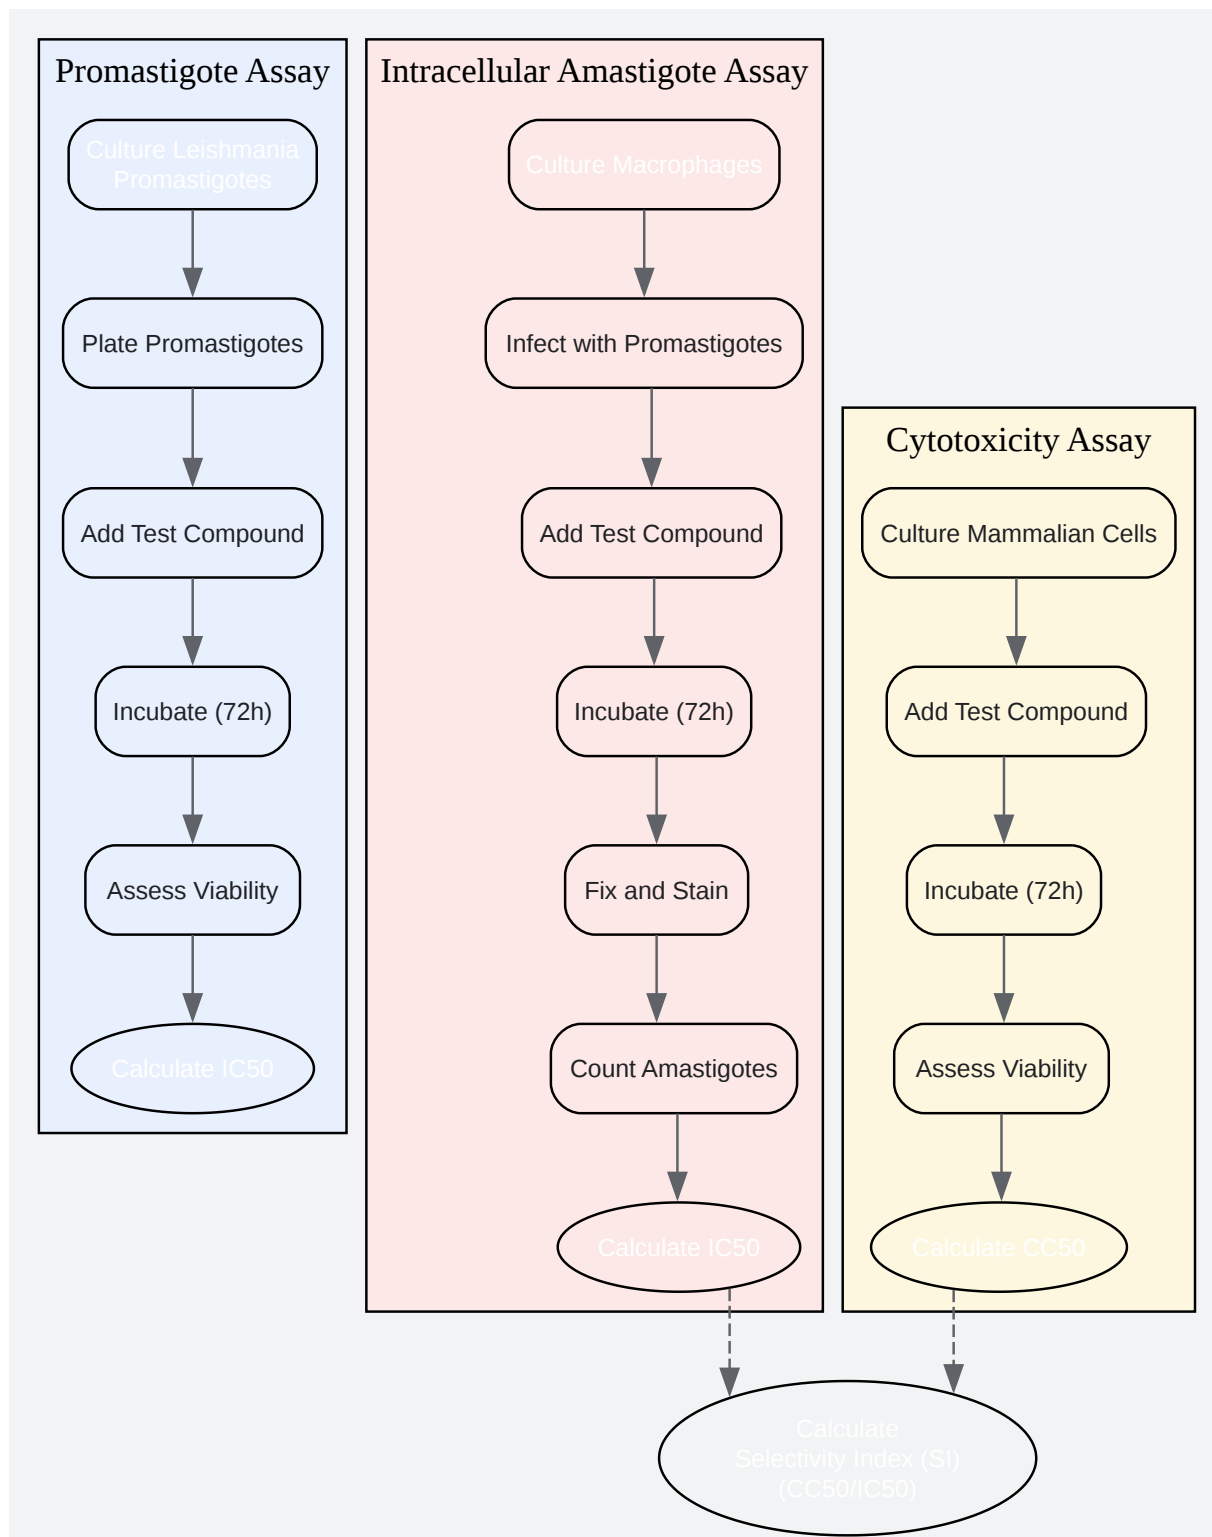 Promastigote Assay
Culture Leishmania
Promastigotes
Plate Promastigotes
Add Test Compound
Incubate (72h)
Assess Viability
Calculate IC50
Intracellular Amastigote Assay
Culture Macrophages
Infect with Promastigotes
Add Test Compound
Incubate (72h)
Fix and Stain
Count Amastigotes
Calculate IC50
Cytotoxicity Assay
Culture Mammalian Cells
Add Test Compound
Incubate (72h)
Assess Viability
Calculate CC50
Calculate
Selectivity Index (SI)
(CC50/IC50)